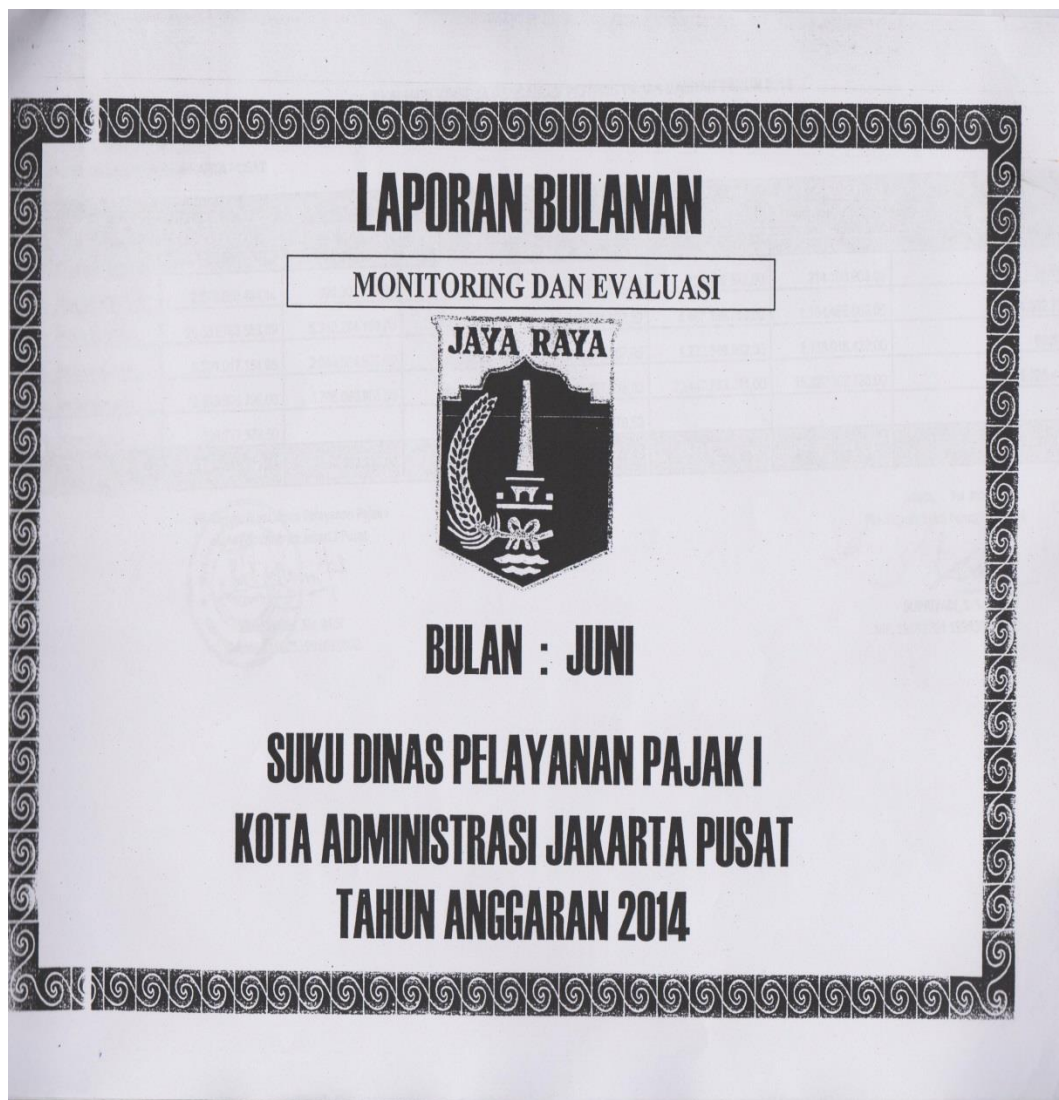 LAPORAN BULANAN
MONITORING DAN EVALUASI
JAYA RAYA
BULAN : JUNI
SUKU DINAS PELAYANAN PAJAK I
KOTA ADMINISTRASI JAKARTA PUSAT
TAHUN ANGGARAN 2014